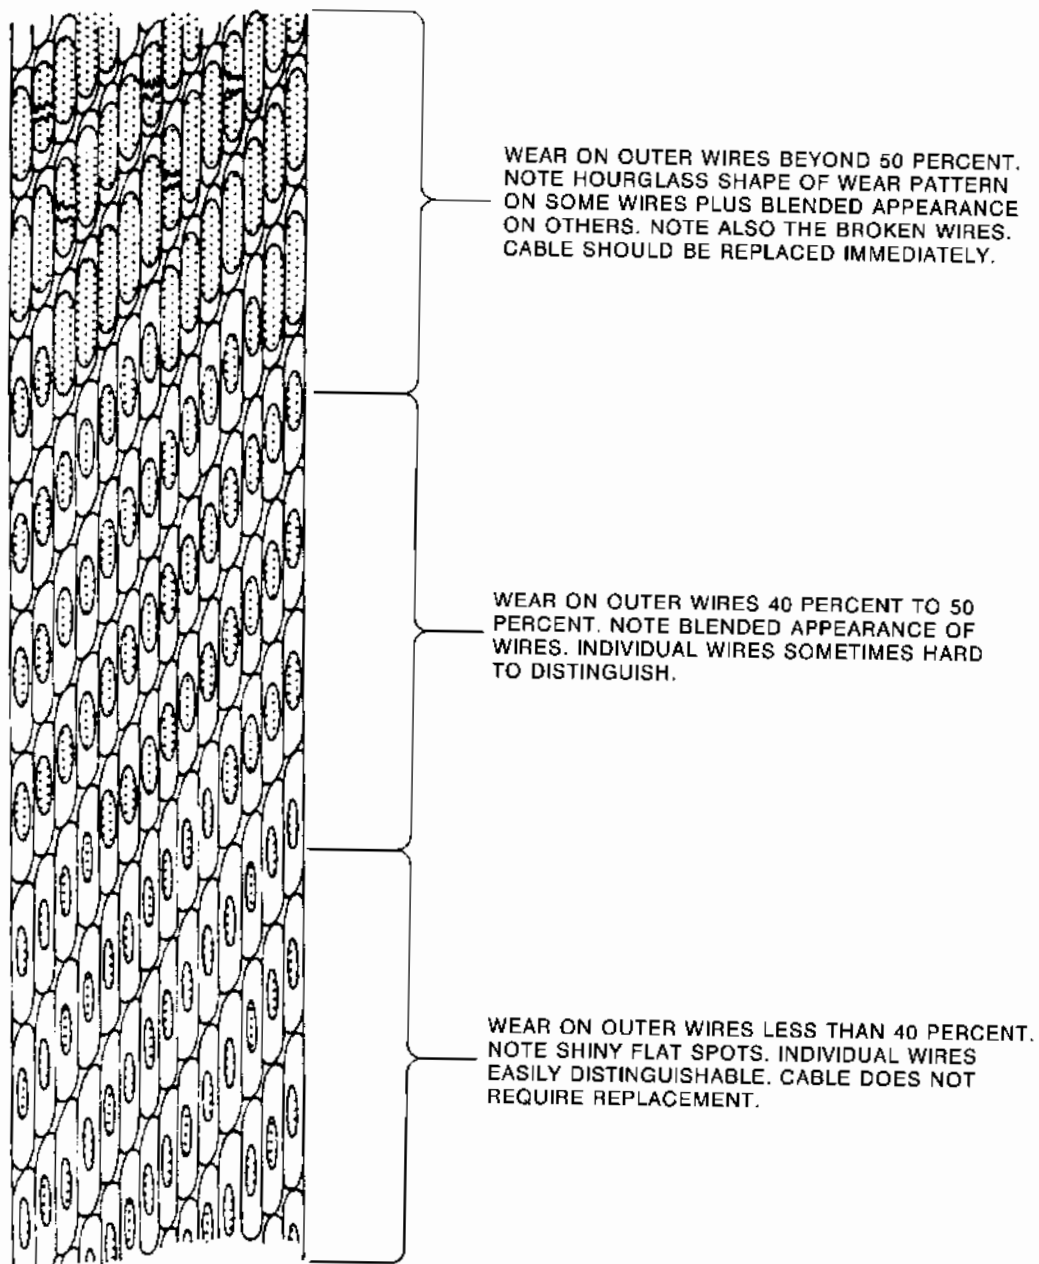 WEAR ON OUTER WIRES BEYOND 50 PERCENT.
NOTE HOURGLASS SHAPE OF WEAR PATTERN
ON SOME WIRES PLUS BLENDED APPEARANCE
ON OTHERS. NOTE ALSO THE BROKEN WIRES.
CABLE SHOULD BE REPLACED IMMEDIATELY.
WEAR ON OUTER WIRES 40 PERCENT TO 50
PERCENT. NOTE BLENDED APPEARANCE OF
WIRES. INDIVIDUAL WIRES SOMETIMES HARD
TO DISTINGUISH.
WEAR ON OUTER WIRES LESS THAN 40 PERCENT.
NOTE SHINY FLAT SPOTS. INDIVIDUAL WIRES
EASILY DISTINGUISHABLE. CABLE DOES NOT
REQUIRE REPLACEMENT.